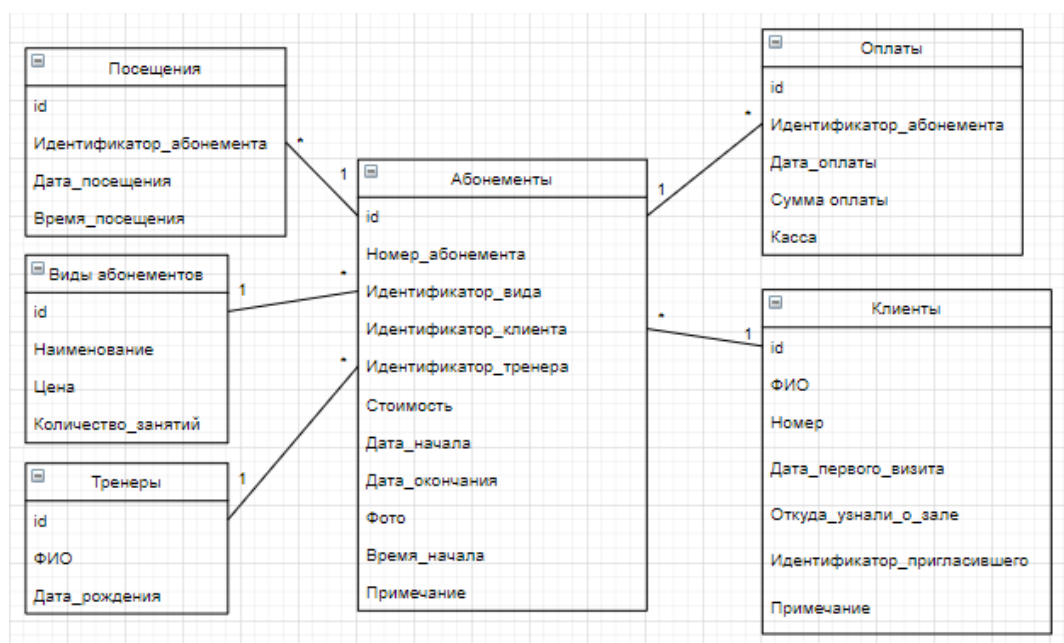 Посещения
id
Идентификатор_абонемента
Дата_посещения
Время_посещения
*
1
Виды абонементов
id
Наименование
Цена
Количество_занятий
1
*
Тренеры
id
ФИО
Дата_рождения
1
*
Абонементы
id
Номер_абонемента
Идентификатор_вида
Идентификатор_клиента
Идентификатор_тренера
Стоимость
Дата_начала
Дата_окончания
Фото
Время_начала
Примечание
1
*
Оплаты
id
Идентификатор_абонемента
Дата_оплаты
Сумма оплаты
Касса
*
1
Клиенты
id
ФИО
Номер
Дата_первого_визита
Откуда_узнали_о_зале
Идентификатор_пригласившего
Примечание